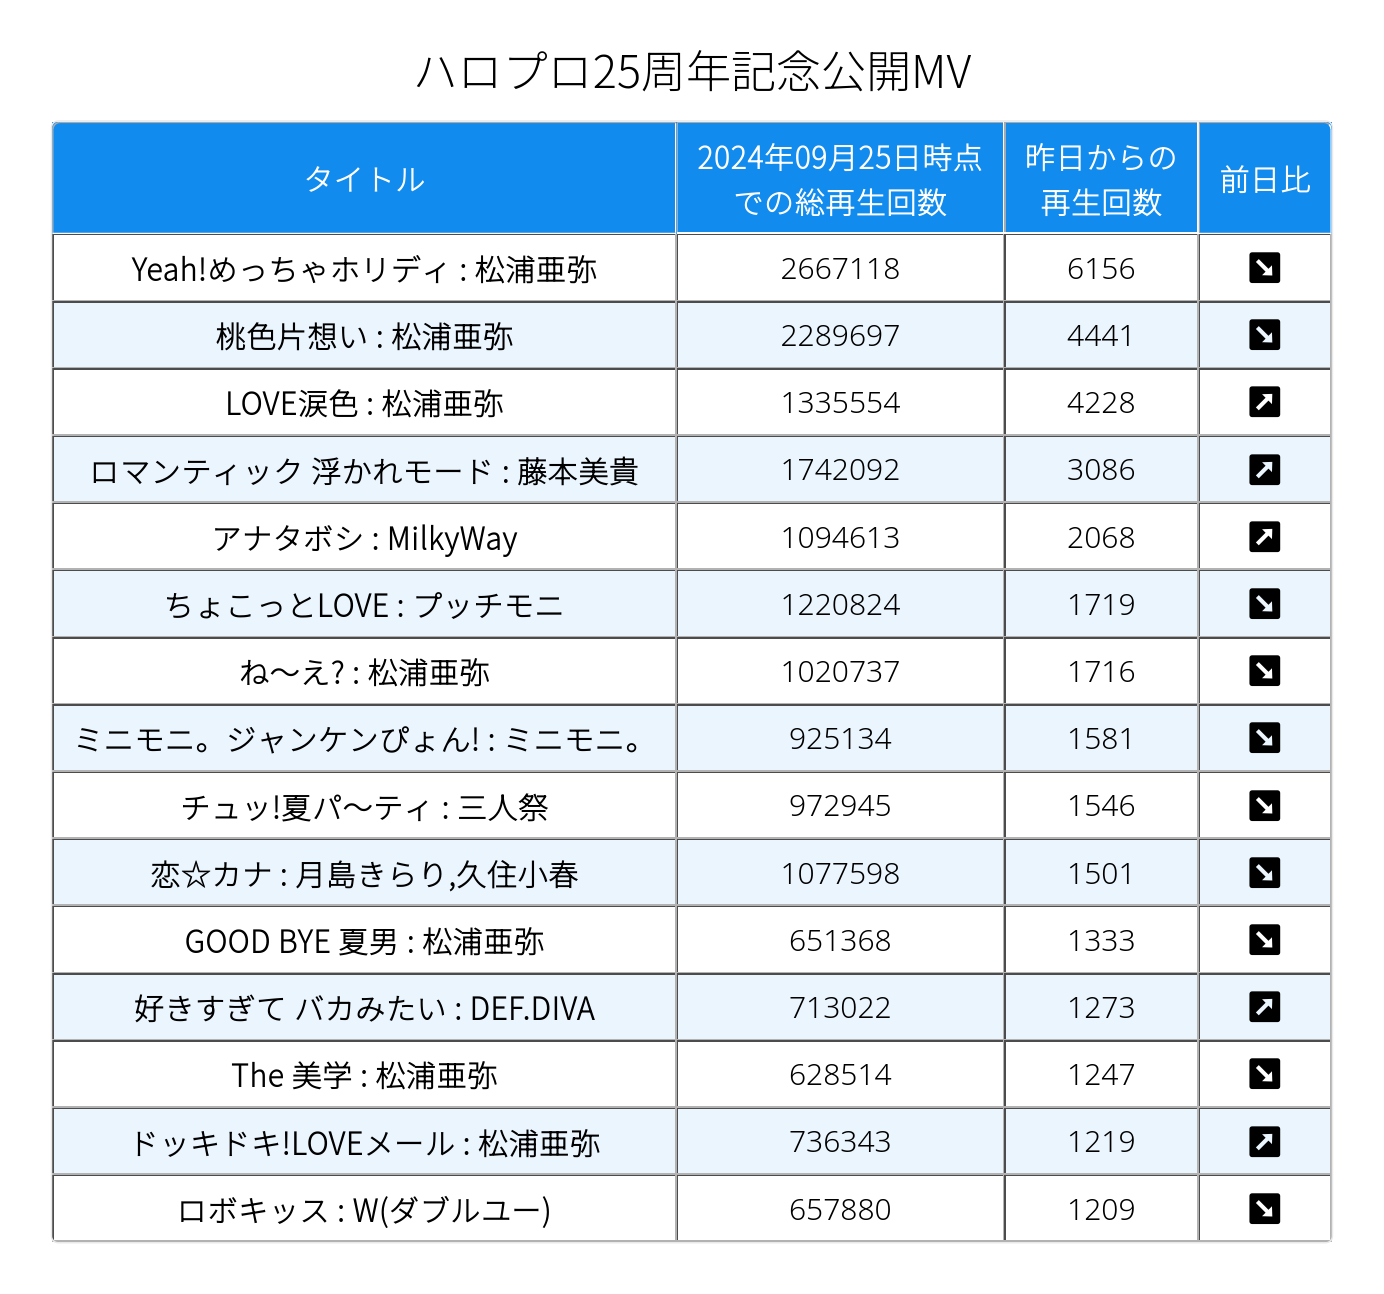 ハロプロ25周年記念公開MV
タイトル 2024年09月25日時点での総再生回数 昨日からの再生回数 前日比
Yeah!めっちゃホリディ : 松浦亜弥 2667118 6156 ↘
桃色片想い : 松浦亜弥 2289697 4441 ↘
LOVE涙色 : 松浦亜弥 1335554 4228 ↗
ロマンティック 浮かれモード : 藤本美貴 1742092 3086 ↗
アナタボシ : MilkyWay 1094613 2068 ↗
ちょこっとLOVE : プッチモニ 1220824 1719 ↘
ね〜え? : 松浦亜弥 1020737 1716 ↘
ミニモニ。ジャンケンぴょん! : ミニモニ。 925134 1581 ↘
チュッ!夏パ〜ティ : 三人祭 972945 1546 ↘
恋☆カナ : 月島きらり,久住小春 1077598 1501 ↘
GOOD BYE 夏男 : 松浦亜弥 651368 1333 ↘
好きすぎて バカみたい : DEF.DIVA 713022 1273 ↗
The 美学 : 松浦亜弥 628514 1247 ↘
ドッキドキ!LOVEメール : 松浦亜弥 736343 1219 ↗
ロボキッス : W(ダブルユー) 657880 1209 ↘